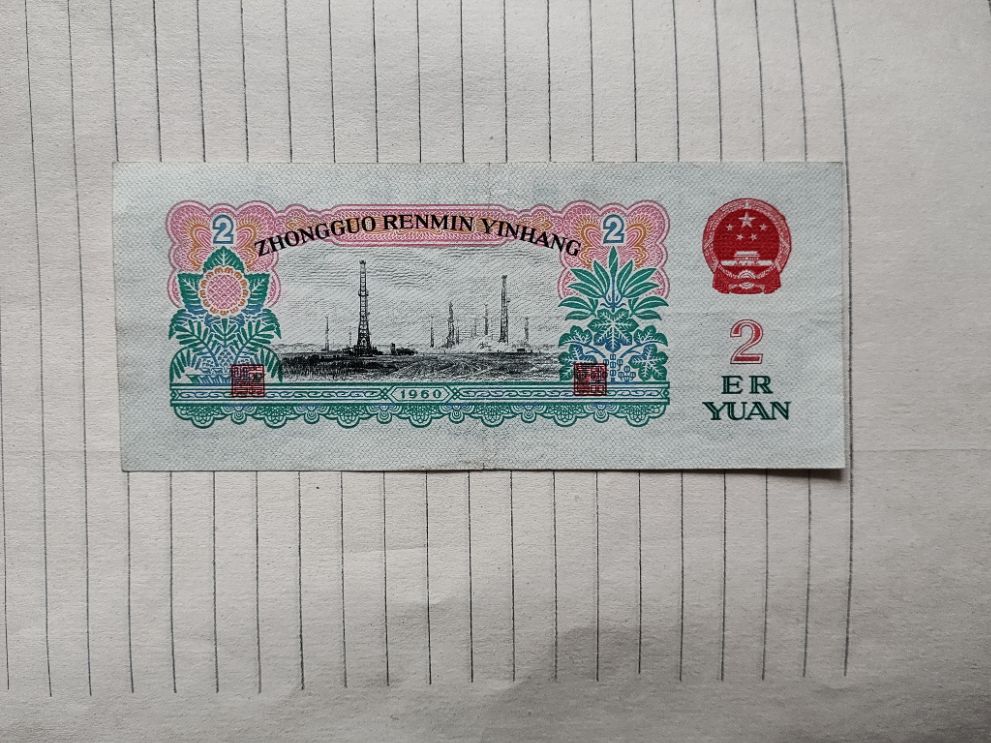 2
ZHONGGUO RENMIN YINHANG
2
1960
2
ER
YUAN